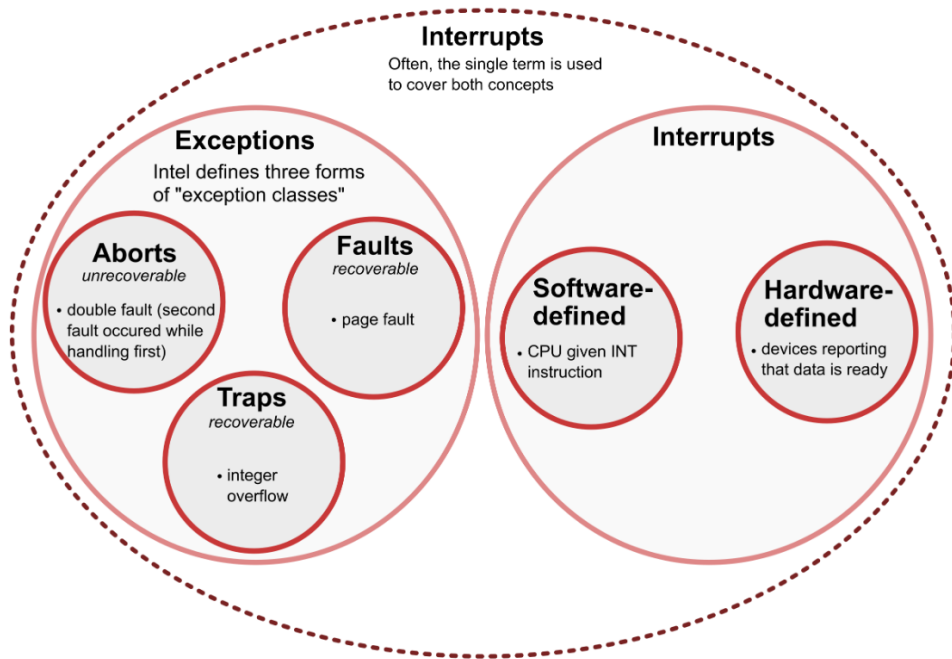 Interrupts
Often, the single term is used
to cover both concepts
Exceptions
Intel defines three forms
of "exception classes"
Aborts
unrecoverable
• double fault (second
fault occured while
handling first)
Faults
recoverable
• page fault
Traps
recoverable
• integer
overflow
Interrupts
Software-
defined
• CPU given INT
instruction
Hardware-
defined
• devices reporting
that data is ready